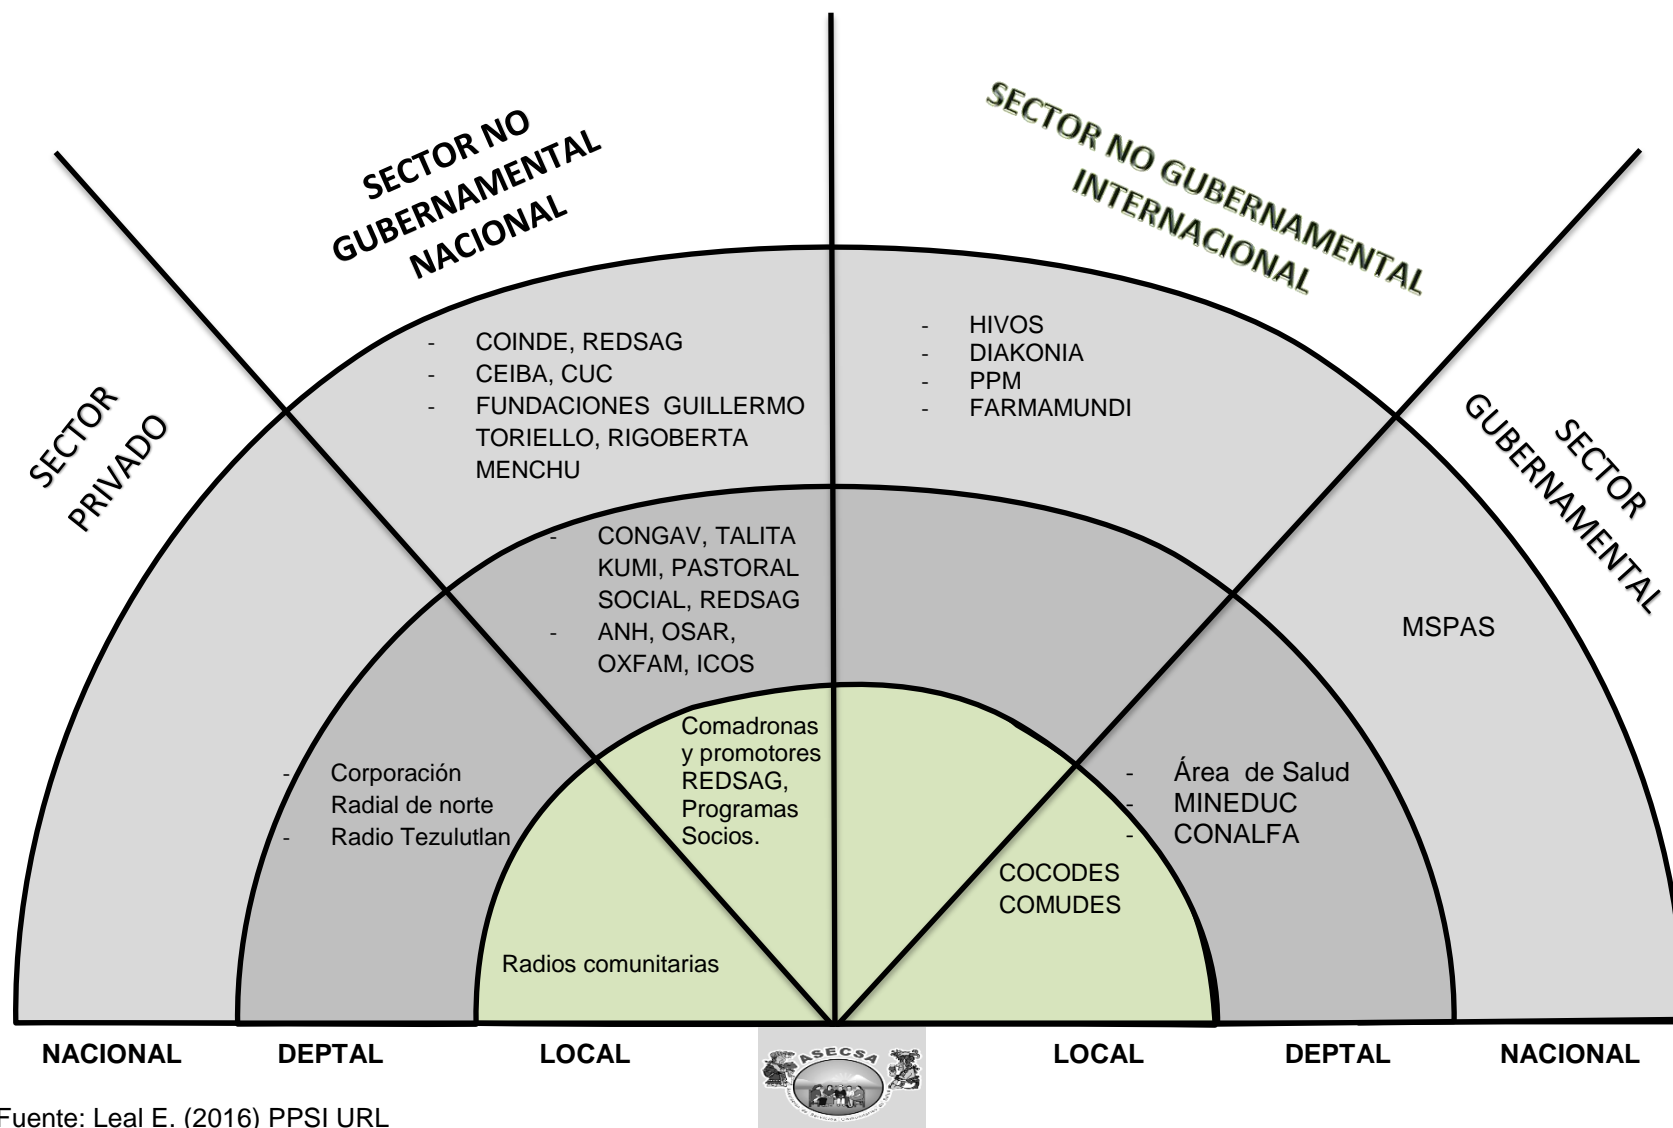 SECTOR NO
GUBERNAMENTAL
NACIONAL
SECTOR NO GUBERNAMENTAL
INTERNACIONAL
SECTOR
PRIVADO
SECTOR
GUBERNAMENTAL
- COINDE, REDSAG
- CEIBA, CUC
- FUNDACIONES GUILLERMO
TORIELLO, RIGOBERTA
MENCHU
- HIVOS
- DIAKONIA
- PPM
- FARMAMUNDI
- CONGAV, TALITA
KUMI, PASTORAL
SOCIAL, REDSAG
- ANH, OSAR,
OXFAM, ICOS
MSPAS
- Corporación
Radial de norte
- Radio Tezulutlan
Comadronas
y promotores
REDSAG,
Programas
Socios.
- Área de Salud
- MINEDUC
- CONALFA
COCODES
COMUDES
Radios comunitarias
NACIONAL DEPTAL LOCAL LOCAL DEPTAL NACIONAL
ASECSA
Fuente: Leal E. (2016) PPSI URL